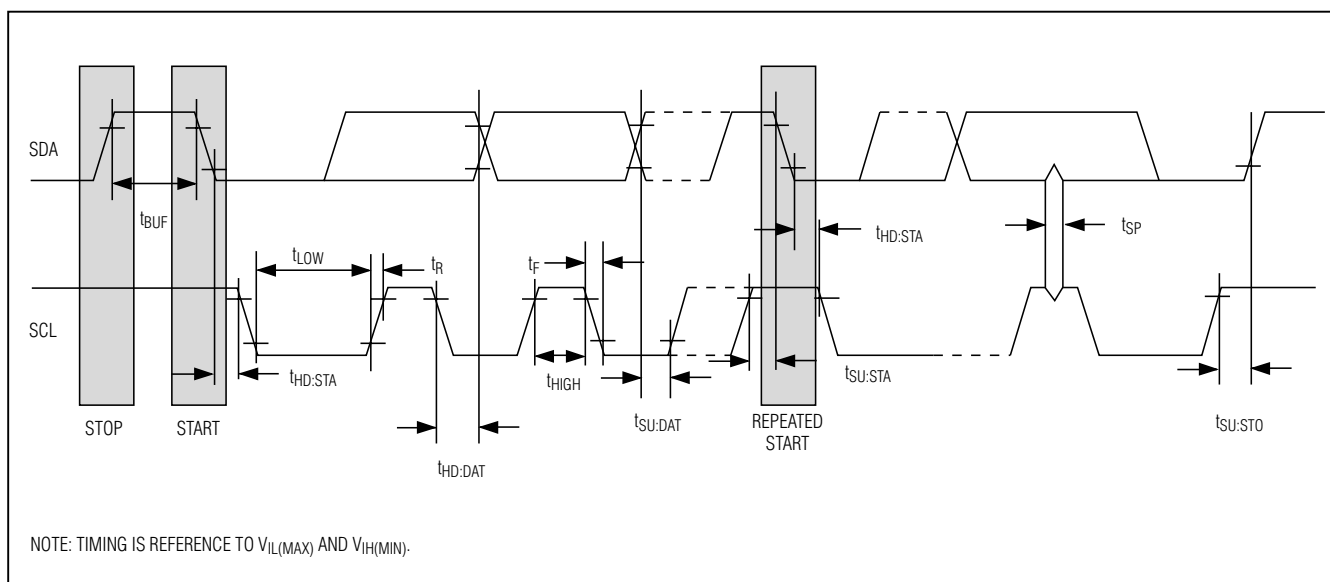 SDA
tBUF
tLOW
tR
tF
tHD:STA
tSP
SCL
tHD:STA
tHIGH
tSU:STA
tSU:DAT
tSU:STO
STOP
START
REPEATED
START
tHD:DAT
NOTE: TIMING IS REFERENCE TO VIL(MAX) AND VIH(MIN).